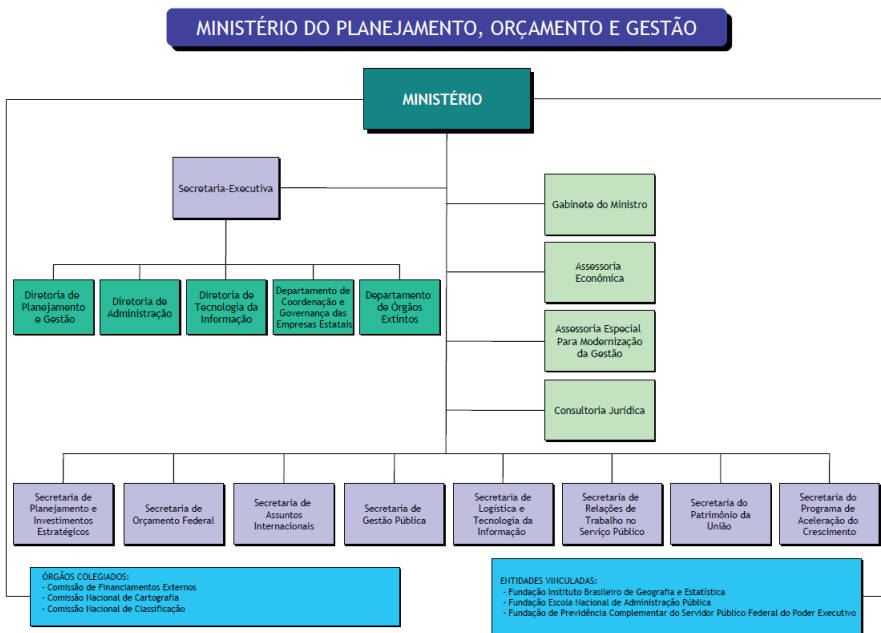 MINISTÉRIO DO PLANEJAMENTO, ORÇAMENTO E GESTÃO
MINISTÉRIO
Secretaria-Executiva
Gabinete do Ministro
Assessoria
Econômica
Assessoria Especial
Para Modernização
da Gestão
Consultoria Jurídica
Diretoria de
Planejamento
e Gestão
Diretoria de
Administração
Diretoria de
Tecnologia da
Informação
Departamento de
Coordenação e
Governança das
Empresas Estatais
Departamento
de Órgãos
Extintos
Secretaria de
Planejamento e
Investimentos
Estratégicos
Secretaria de
Orçamento Federal
Secretaria de
Assuntos
Internacionais
Secretaria de
Gestão Pública
Secretaria de
Logística e
Tecnologia da
Informação
Secretaria de
Relações de
Trabalho no
Serviço Público
Secretaria do
Patrimônio da
União
Secretaria do
Programa de
Aceleração do
Crescimento
ÓRGÃOS COLEGIADOS:
- Comissão de Financiamentos Externos
- Comissão Nacional de Cartografia
- Comissão Nacional de Classificação
ENTIDADES VINCULADAS:
- Fundação Instituto Brasileiro de Geografia e Estatística
- Fundação Escola Nacional de Administração Pública
- Fundação de Previdência Complementar do Servidor Público Federal do Poder Executivo